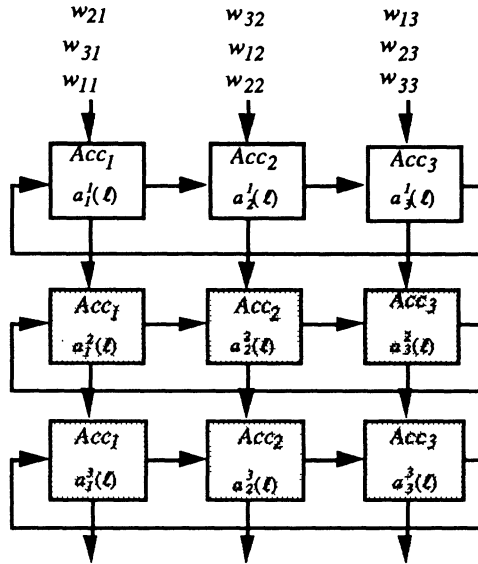 w21 w32 w13
w31 w12 w23
w11 w22 w33
Acc1 Acc2 Acc3
a₁¹(ℓ) a₂¹(ℓ) a₃¹(ℓ)
Acc1 Acc2 Acc3
a₁²(ℓ) a₂²(ℓ) a₃²(ℓ)
Acc1 Acc2 Acc3
a₁³(ℓ) a₂³(ℓ) a₃³(ℓ)